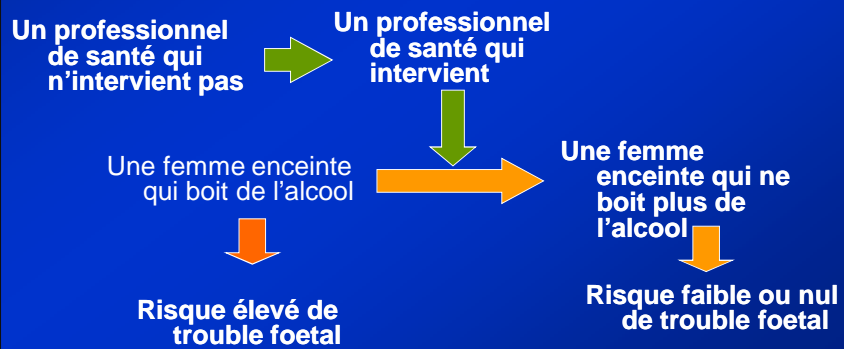 Un professionnel
de santé qui
n’intervient pas
Un professionnel
de santé qui
intervient
Une femme enceinte
qui boit de l’alcool
Une femme
enceinte qui ne
boit plus de
l’alcool
Risque élevé de
trouble foetal
Risque faible ou nul
de trouble foetal